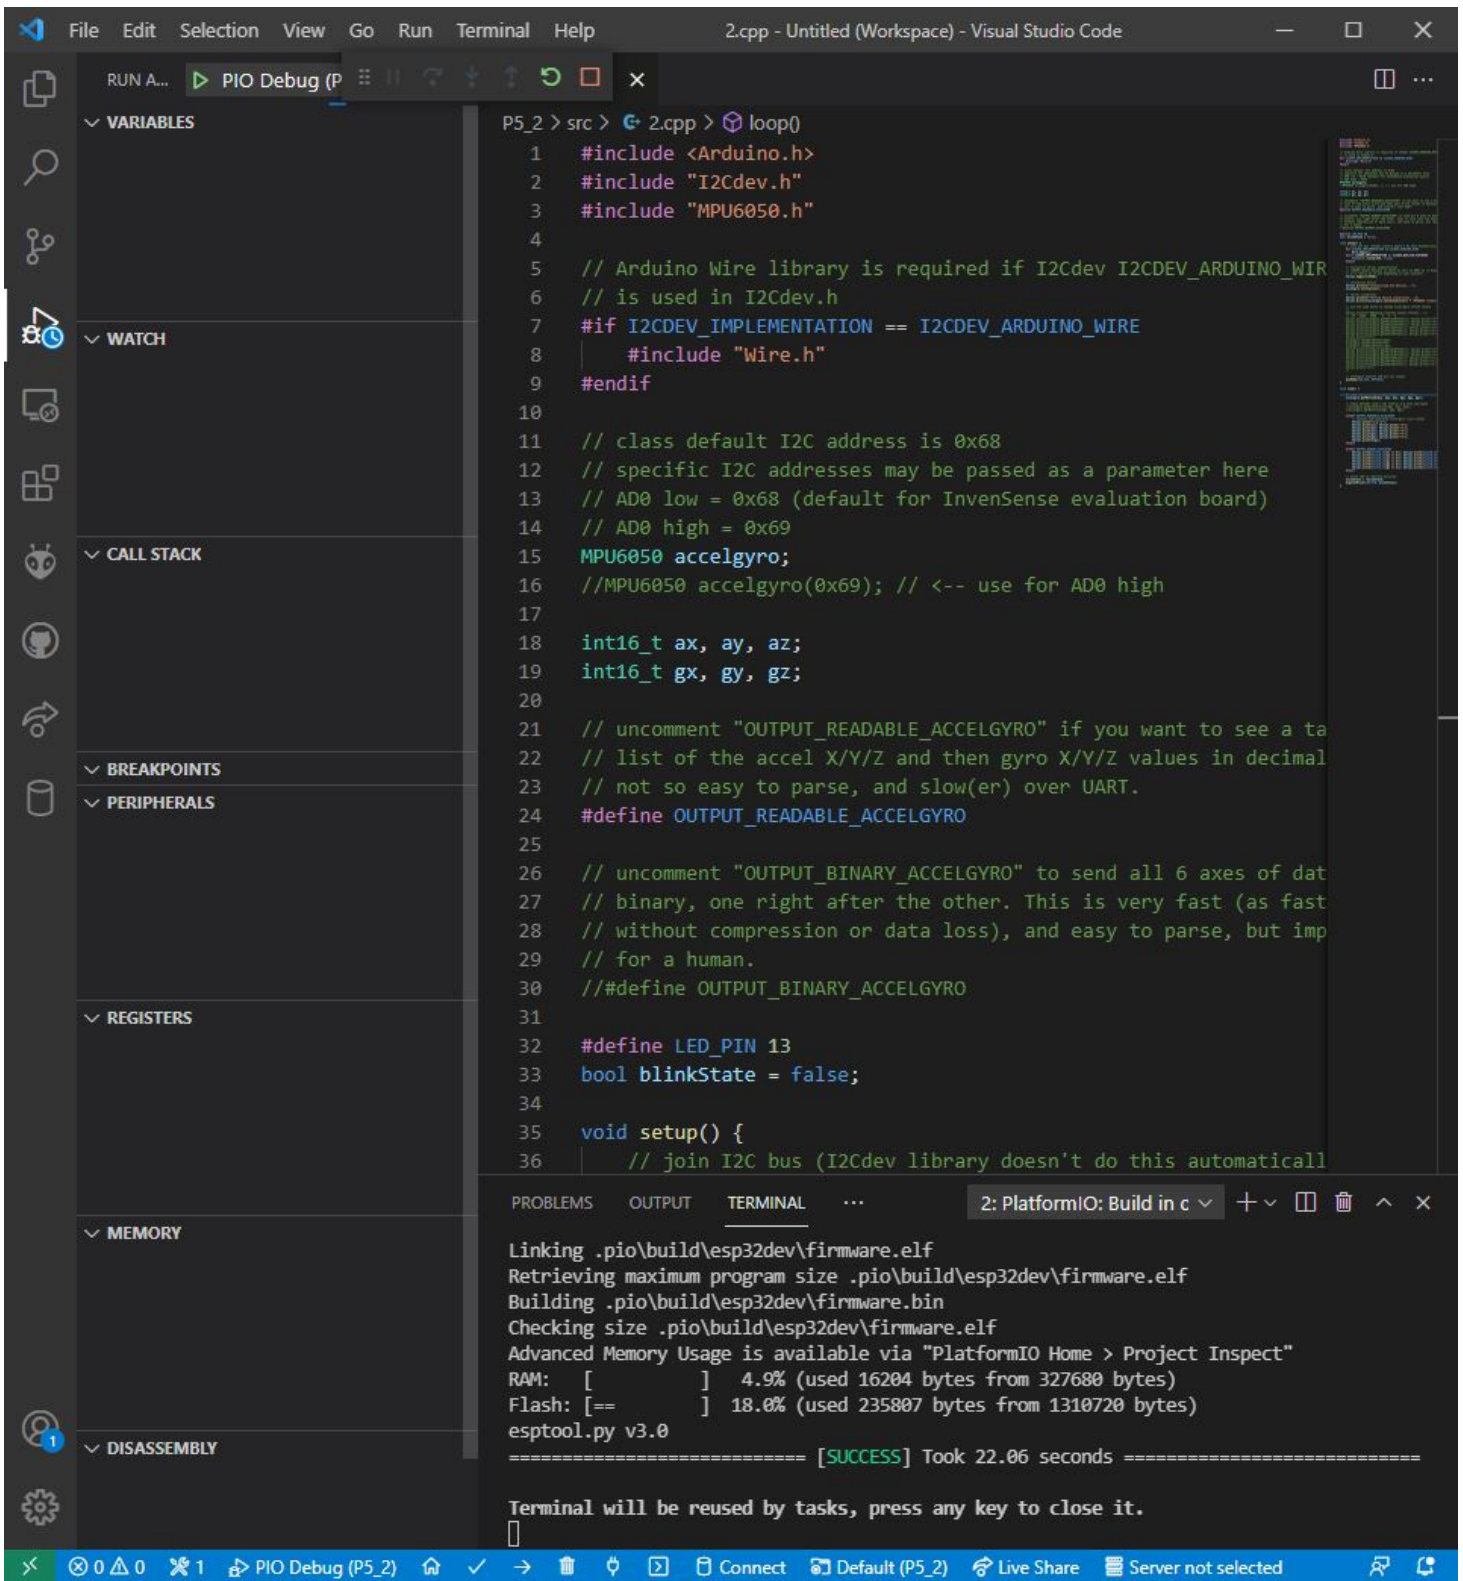 File Edit Selection View Go Run Terminal Help 2.cpp - Untitled (Workspace) - Visual Studio Code
RUN A... PIO Debug (P
VARIABLES
WATCH
CALL STACK
BREAKPOINTS
PERIPHERALS
REGISTERS
MEMORY
DISASSEMBLY
P5_2 > src > 2.cpp > loop()
1 #include <Arduino.h>
2 #include "I2Cdev.h"
3 #include "MPU6050.h"
4
5 // Arduino Wire library is required if I2Cdev I2CDEV_ARDUINO_WIR
6 // is used in I2Cdev.h
7 #if I2CDEV_IMPLEMENTATION == I2CDEV_ARDUINO_WIRE
8 #include "Wire.h"
9 #endif
10
11 // class default I2C address is 0x68
12 // specific I2C addresses may be passed as a parameter here
13 // AD0 low = 0x68 (default for InvenSense evaluation board)
14 // AD0 high = 0x69
15 MPU6050 accelgyro;
16 //MPU6050 accelgyro(0x69); // <-- use for AD0 high
17
18 int16_t ax, ay, az;
19 int16_t gx, gy, gz;
20
21 // uncomment "OUTPUT_READABLE_ACCELGYRO" if you want to see a ta
22 // list of the accel X/Y/Z and then gyro X/Y/Z values in decimal
23 // not so easy to parse, and slow(er) over UART.
24 #define OUTPUT_READABLE_ACCELGYRO
25
26 // uncomment "OUTPUT_BINARY_ACCELGYRO" to send all 6 axes of dat
27 // binary, one right after the other. This is very fast (as fast
28 // without compression or data loss), and easy to parse, but imp
29 // for a human.
30 //#define OUTPUT_BINARY_ACCELGYRO
31
32 #define LED_PIN 13
33 bool blinkState = false;
34
35 void setup() {
36 // join I2C bus (I2Cdev library doesn't do this automaticall
PROBLEMS OUTPUT TERMINAL ... 2: PlatformIO: Build in c
Linking .pio\build\esp32dev\firmware.elf
Retrieving maximum program size .pio\build\esp32dev\firmware.elf
Building .pio\build\esp32dev\firmware.bin
Checking size .pio\build\esp32dev\firmware.elf
Advanced Memory Usage is available via "PlatformIO Home > Project Inspect"
RAM: [ ] 4.9% (used 16204 bytes from 327680 bytes)
Flash: [== ] 18.0% (used 235807 bytes from 1310720 bytes)
esptool.py v3.0
============================ [SUCCESS] Took 22.06 seconds ============================
Terminal will be reused by tasks, press any key to close it.
1
0 0 1 PIO Debug (P5_2) Connect Default (P5_2) Live Share Server not selected